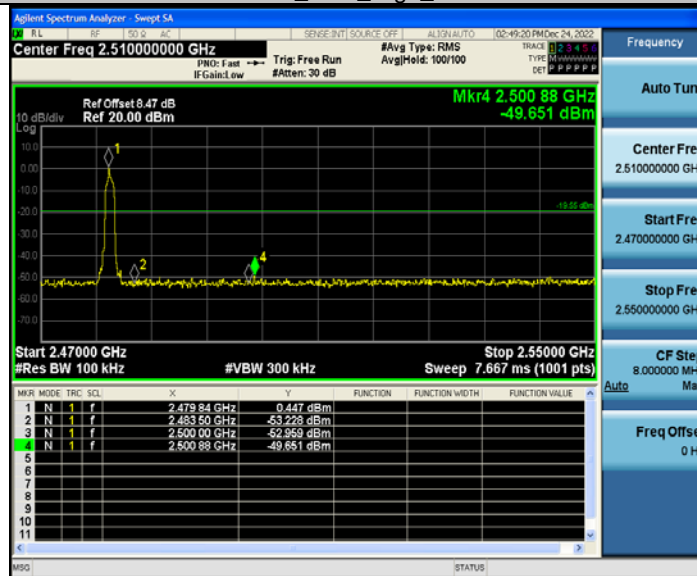 Agilent Spectrum Analyzer - Swept SA
RL RF 50 Ω AC SENSE:INT SOURCE OFF ALIGN AUTO 02:49:20 PM Dec 24, 2022
Center Freq 2.510000000 GHz
PNO: Fast
IFGain:Low
Trig: Free Run
#Atten: 30 dB
#Avg Type: RMS
Avg|Hold: 100/100
TRACE 1 2 3 4 5 6
TYPE M
DET P P P P P P
Ref Offset 8.47 dB
10 dB/div Ref 20.00 dBm
Log
Mkr4 2.500 88 GHz
-49.651 dBm
10.0
0.00
-10.0
-20.0
-30.0
-40.0
-50.0
-60.0
-70.0
1
2
4
-19.55 dBm
Start 2.47000 GHz Stop 2.55000 GHz
#Res BW 100 kHz #VBW 300 kHz Sweep 7.667 ms (1001 pts)
MKR MODE TRC SCL X Y FUNCTION FUNCTION WIDTH FUNCTION VALUE
1 N 1 f 2.479 84 GHz 0.447 dBm
2 N 1 f 2.483 50 GHz -53.228 dBm
3 N 1 f 2.500 00 GHz -52.959 dBm
4 N 1 f 2.500 88 GHz -49.651 dBm
5
6
7
8
9
10
11
MSG STATUS
Frequency
Auto Tun
Center Fre
2.510000000 GH
Start Fre
2.470000000 GH
Stop Fre
2.550000000 GH
CF Ste
8.000000 MH
Auto Ma
Freq Offse
0 H